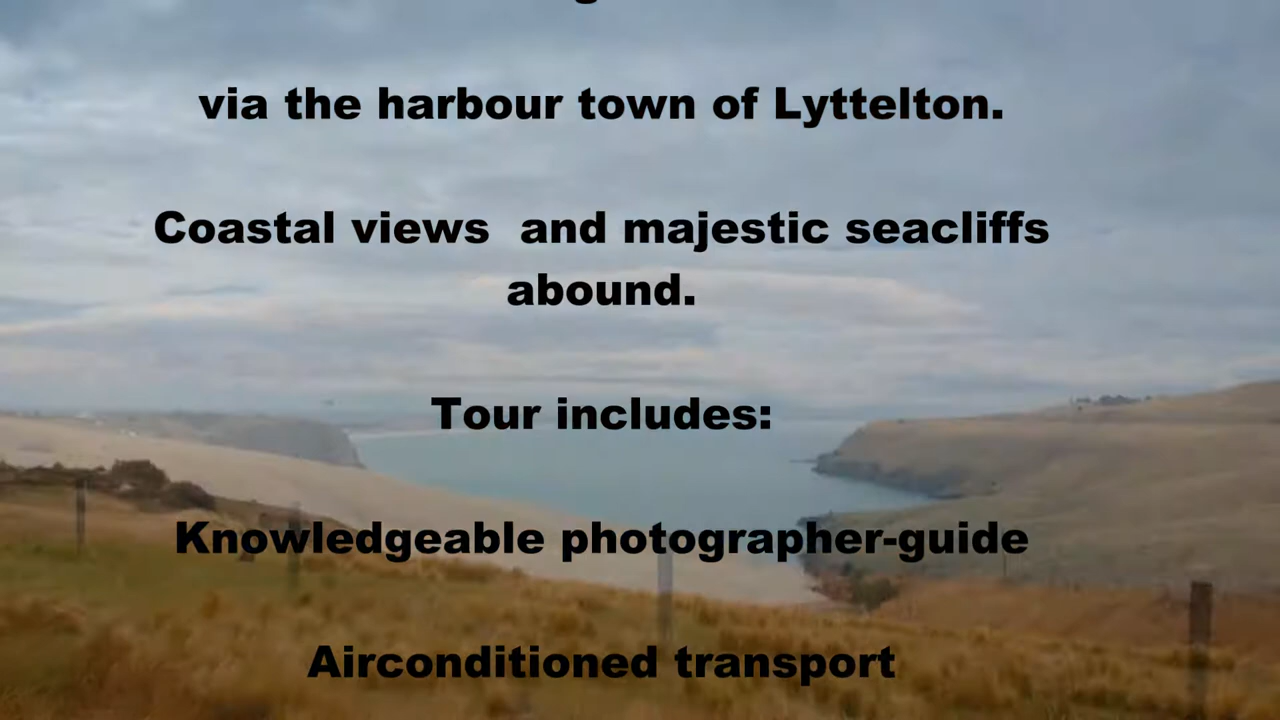 via the harbour town of Lyttelton.
Coastal views  and majestic seacliffs
abound.
Tour includes:
Knowledgeable photographer-guide
Airconditioned transport